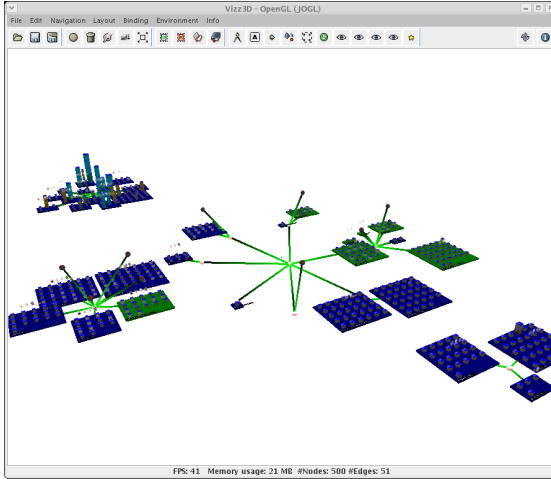 Vizz3D - OpenGL (JOGL)
File Edit Navigation Layout Binding Environment Info
FPS: 41 Memory usage: 21 MB #Nodes: 500 #Edges: 51